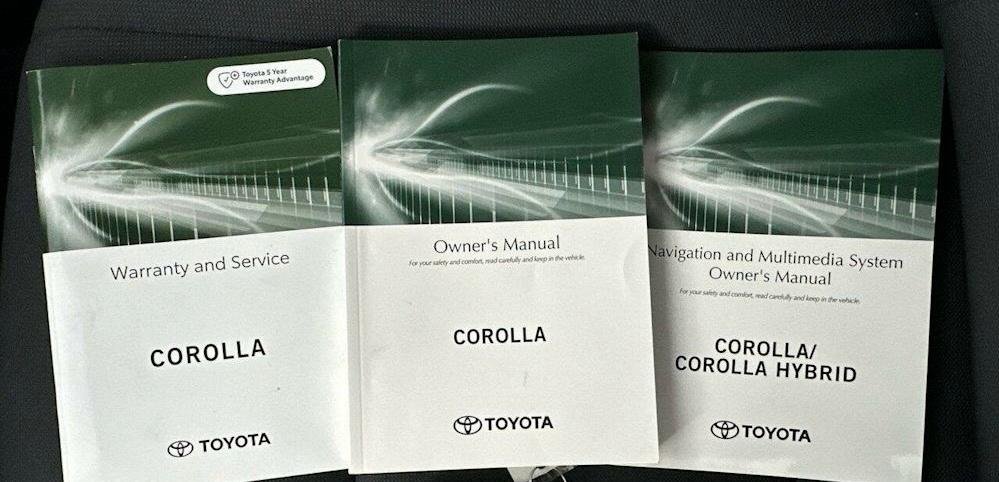 Toyota 5 Year
Warranty Advantage
Warranty and Service
COROLLA
TOYOTA
Owner's Manual
For your safety and comfort, read carefully and keep in the vehicle.
COROLLA
TOYOTA
Navigation and Multimedia System
Owner's Manual
For your safety and comfort, read carefully and keep in the vehicle.
COROLLA/
COROLLA HYBRID
TOYOTA